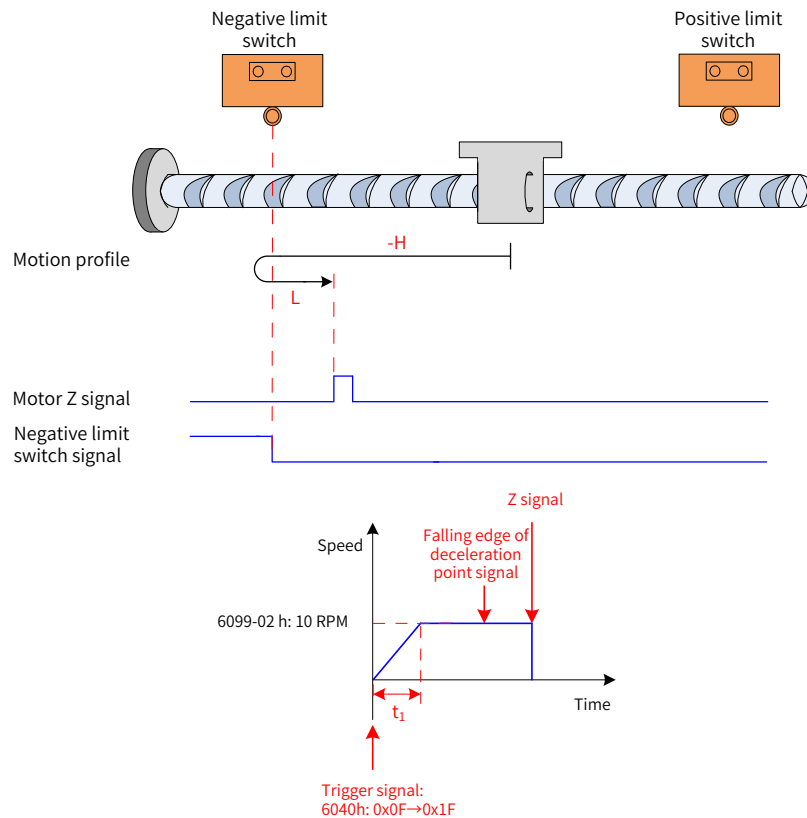 Negative limit
switch
Positive limit
switch
Motion profile
-H
L
Motor Z signal
Negative limit
switch signal
Z signal
Speed
Falling edge of
deceleration
point signal
6099-02 h: 10 RPM
Time
t₁
Trigger signal:
6040h: 0x0F→0x1F